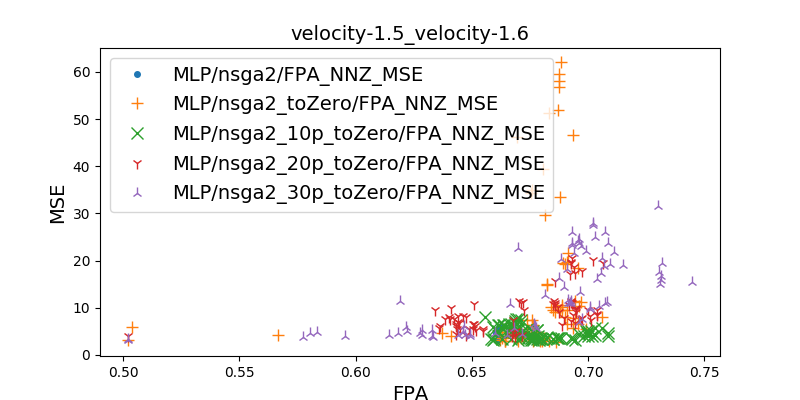 velocity-1.5_velocity-1.6
MLP/nsga2/FPA_NNZ_MSE
MLP/nsga2_toZero/FPA_NNZ_MSE
MLP/nsga2_10p_toZero/FPA_NNZ_MSE
MLP/nsga2_20p_toZero/FPA_NNZ_MSE
MLP/nsga2_30p_toZero/FPA_NNZ_MSE
MSE
60
50
40
30
20
10
0
0.50 0.55 0.60 0.65 0.70 0.75
FPA